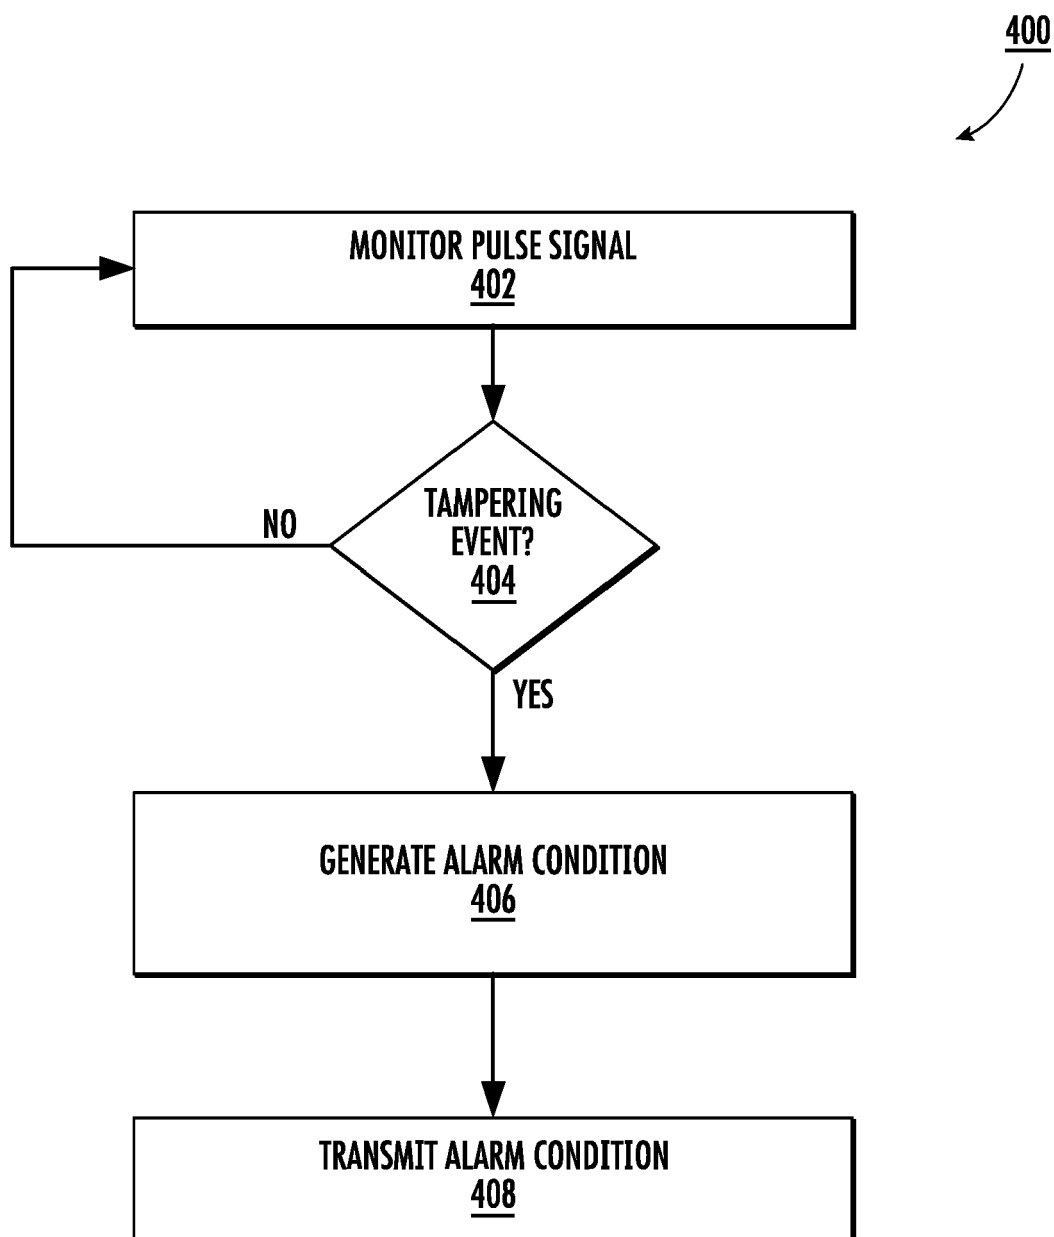 400
MONITOR PULSE SIGNAL
402
TAMPERING
EVENT?
404
NO
YES
GENERATE ALARM CONDITION
406
TRANSMIT ALARM CONDITION
408